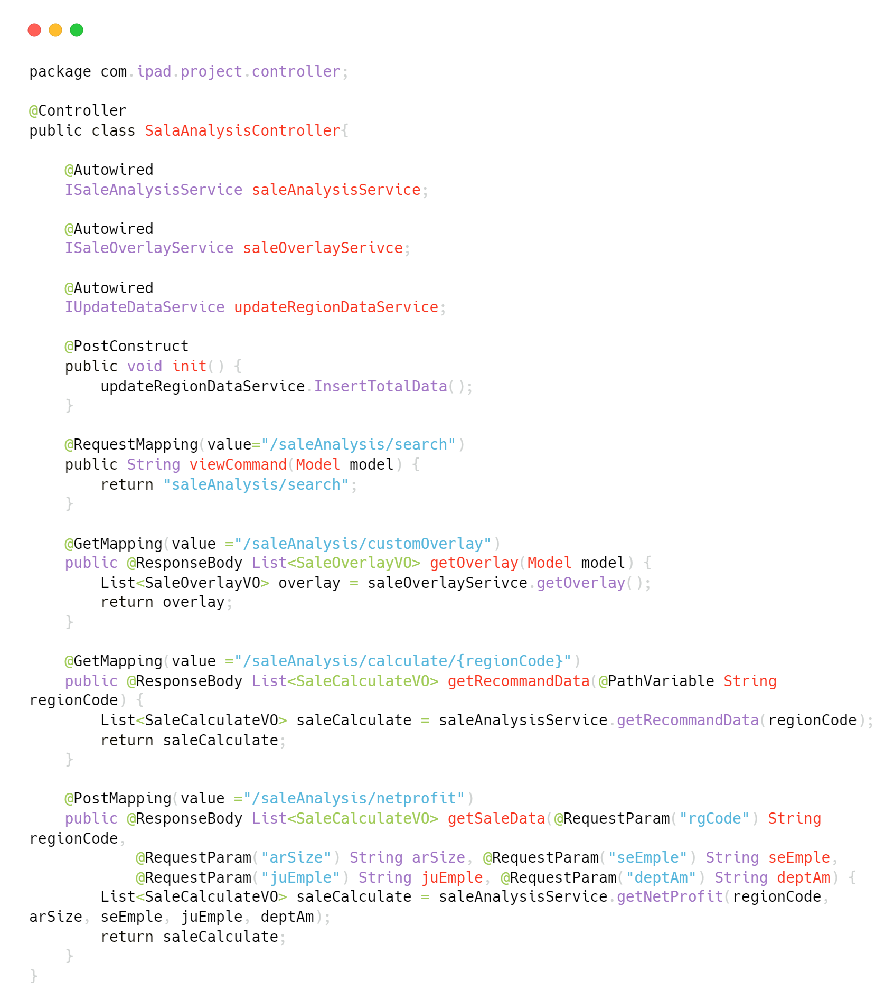 package com.ipad.project.controller;

@Controller
public class SalaAnalysisController{

    @Autowired
    ISaleAnalysisService saleAnalysisService;

    @Autowired
    ISaleOverlayService saleOverlaySerivce;

    @Autowired
    IUpdateDataService updateRegionDataService;

    @PostConstruct
    public void init() {
        updateRegionDataService.InsertTotalData();
    }

    @RequestMapping(value="/saleAnalysis/search")
    public String viewCommand(Model model) {
        return "saleAnalysis/search";
    }

    @GetMapping(value ="/saleAnalysis/customOverlay")
    public @ResponseBody List<SaleOverlayVO> getOverlay(Model model) {
        List<SaleOverlayVO> overlay = saleOverlaySerivce.getOverlay();
        return overlay;
    }

    @GetMapping(value ="/saleAnalysis/calculate/{regionCode}")
    public @ResponseBody List<SaleCalculateVO> getRecommandData(@PathVariable String
regionCode) {
        List<SaleCalculateVO> saleCalculate = saleAnalysisService.getRecommandData(regionCode);
        return saleCalculate;
    }

    @PostMapping(value ="/saleAnalysis/netprofit")
    public @ResponseBody List<SaleCalculateVO> getSaleData(@RequestParam("rgCode") String
regionCode,
            @RequestParam("arSize") String arSize, @RequestParam("seEmple") String seEmple,
            @RequestParam("juEmple") String juEmple, @RequestParam("deptAm") String deptAm) {
        List<SaleCalculateVO> saleCalculate = saleAnalysisService.getNetProfit(regionCode,
arSize, seEmple, juEmple, deptAm);
        return saleCalculate;
    }
}